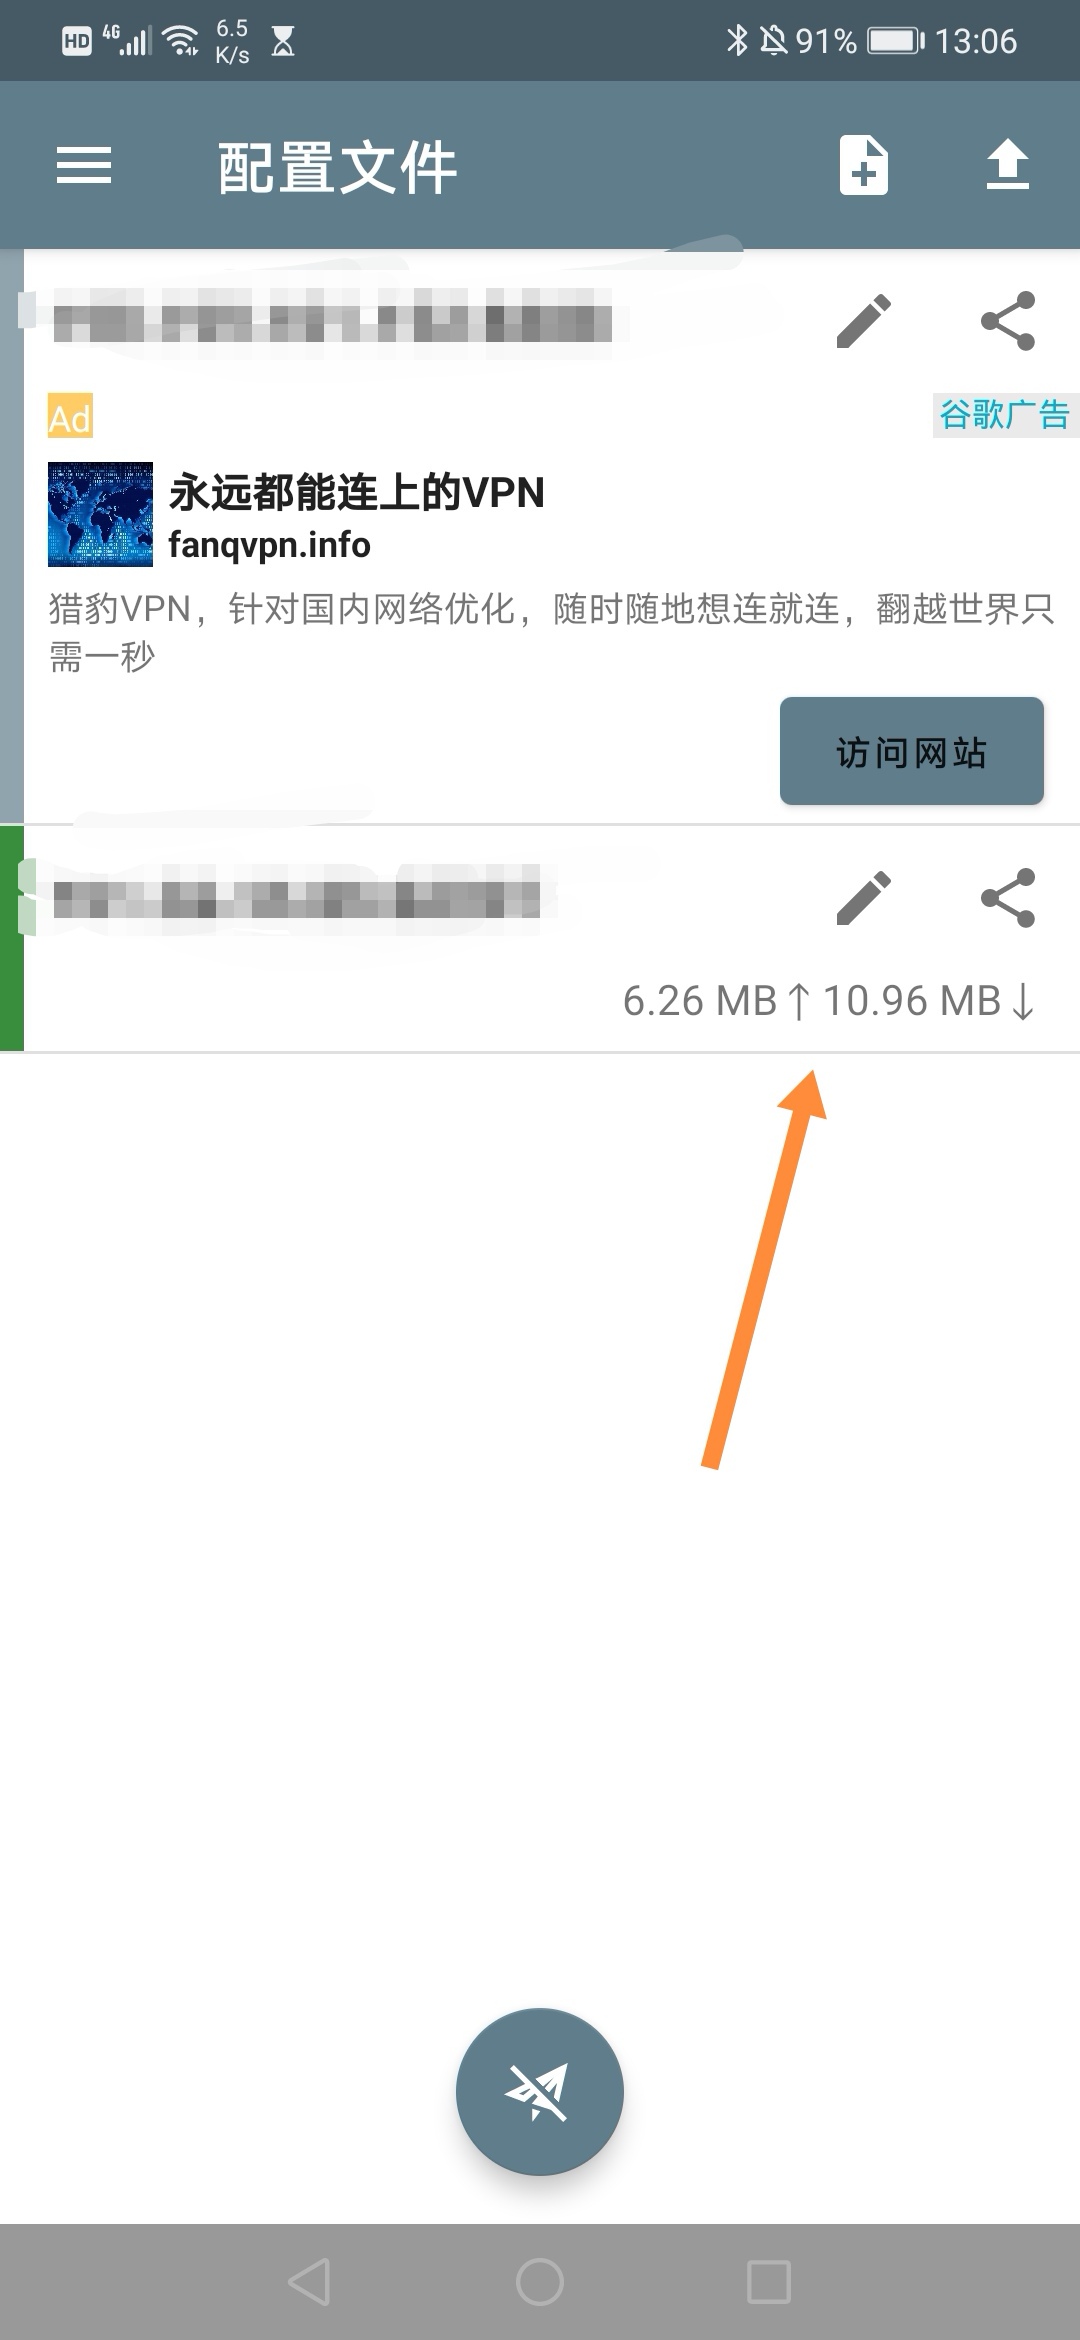 HD 4G 6.5 K/s 91% 13:06
配置文件
Ad 谷歌广告
永远都能连上的VPN
fanqvpn.info
猎豹VPN，针对国内网络优化，随时随地想连就连，翻越世界只
需一秒
访问网站
6.26 MB↑ 10.96 MB↓